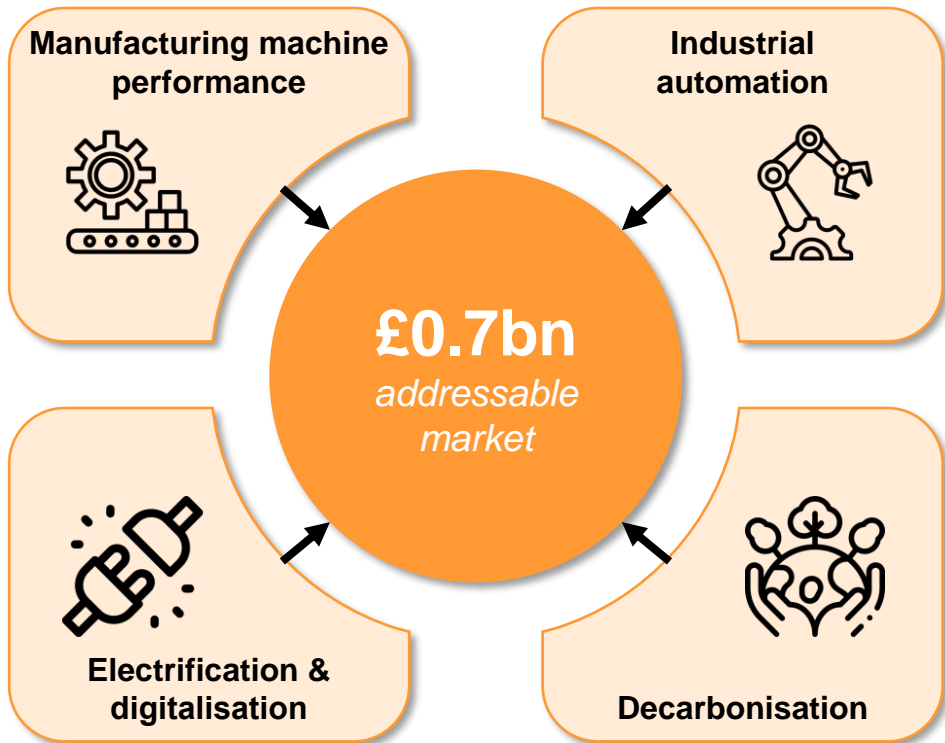 Manufacturing machine
performance
Industrial
automation
£0.7bn
addressable
market
Electrification &
digitalisation
Decarbonisation